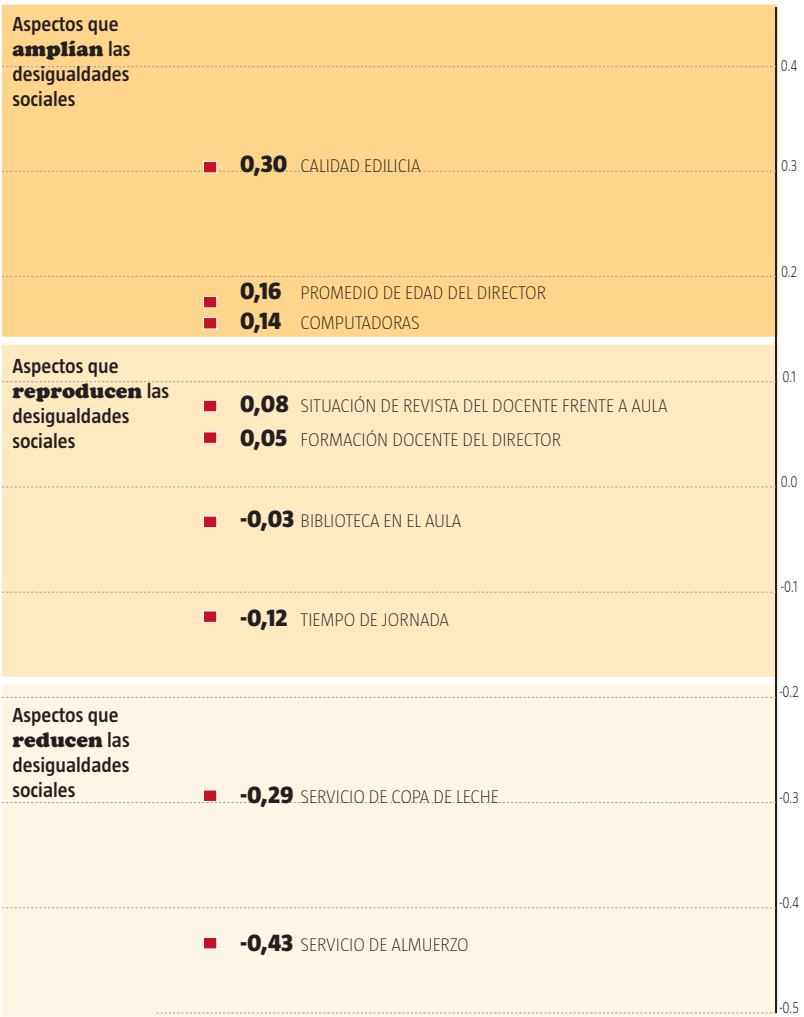 Aspectos que
amplían las
desigualdades
sociales
0.4
0,30 CALIDAD EDILICIA
0.3
0.2
0,16 PROMEDIO DE EDAD DEL DIRECTOR
0,14 COMPUTADORAS
Aspectos que
reproducen las
desigualdades
sociales
0.1
0,08 SITUACIÓN DE REVISTA DEL DOCENTE FRENTE A AULA
0,05 FORMACIÓN DOCENTE DEL DIRECTOR
0.0
-0,03 BIBLIOTECA EN EL AULA
-0.1
-0,12 TIEMPO DE JORNADA
-0.2
Aspectos que
reducen las
desigualdades
sociales
-0,29 SERVICIO DE COPA DE LECHE
-0.3
-0.4
-0,43 SERVICIO DE ALMUERZO
-0.5